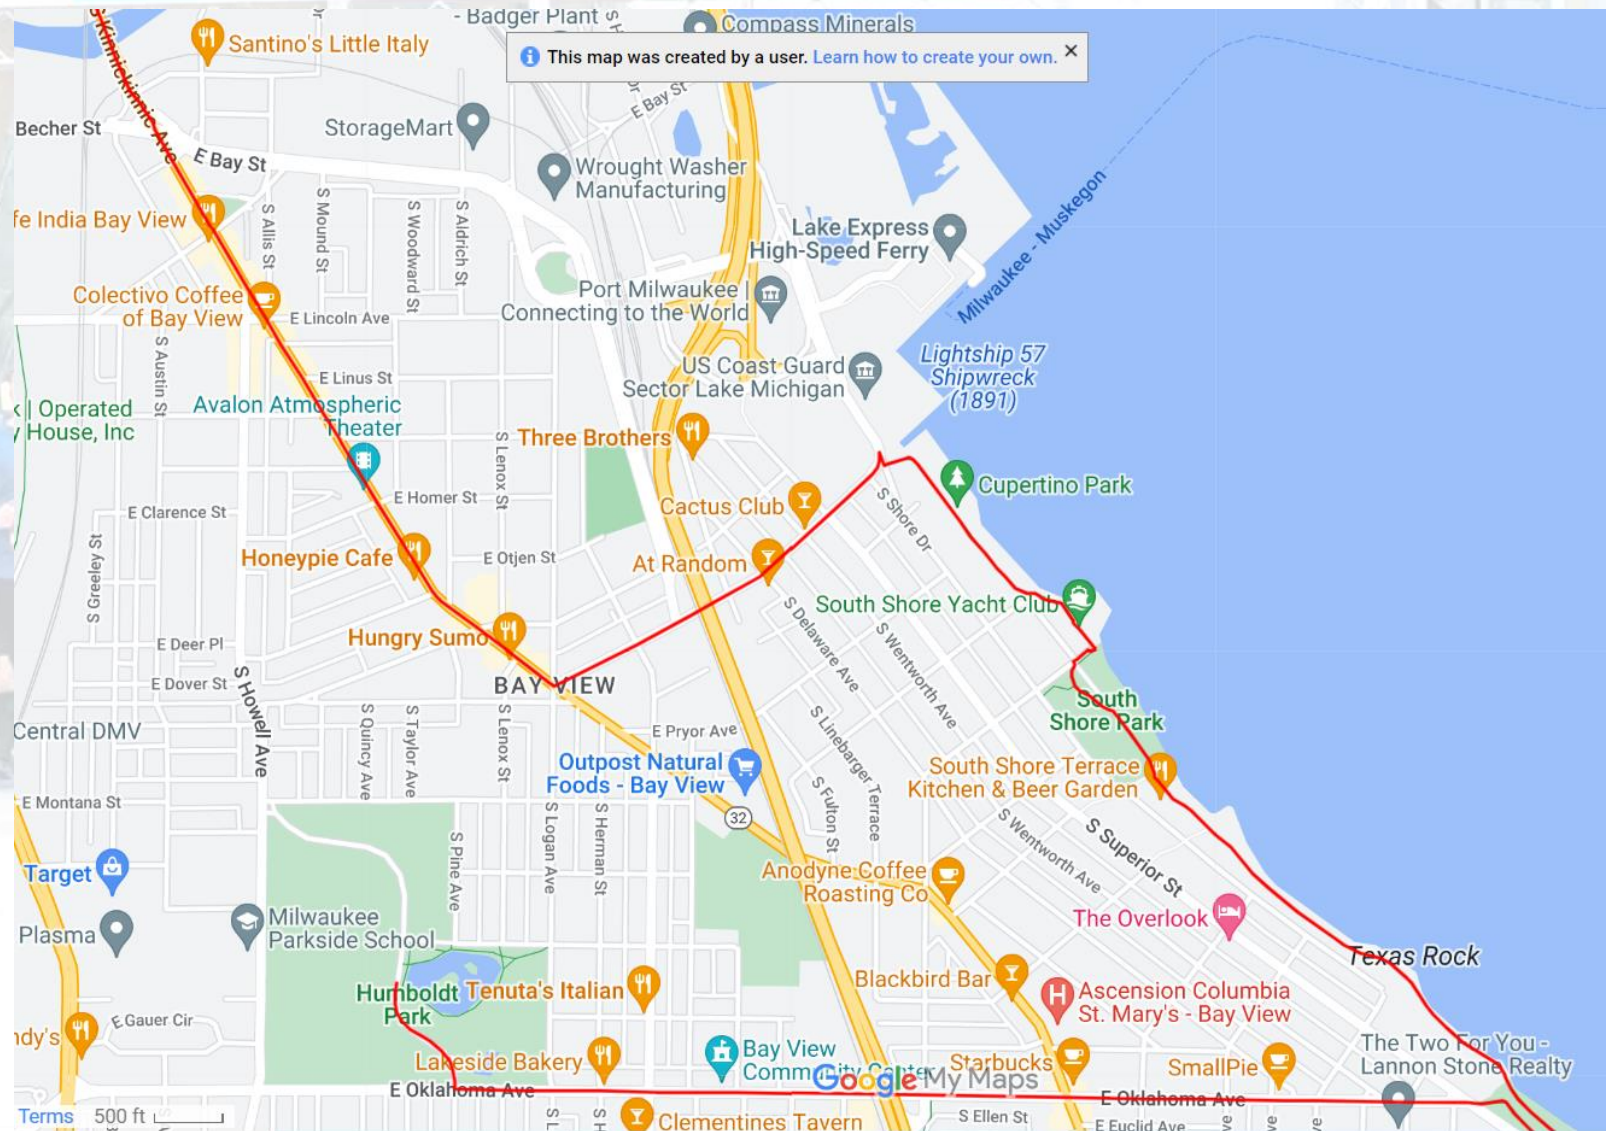 - Badger Plant
S H
Compass Minerals
S Kinnickinnic Ave
Santino's Little Italy
This map was created by a user. Learn how to create your own.
E Bay St
Becher St
StorageMart
E Bay St
Wrought Washer
Manufacturing
fe India Bay View
S Allis St
S Mound St
S Woodward St
S Aldrich St
Lake Express
High-Speed Ferry
Milwaukee - Muskegon
Colectivo Coffee
of Bay View
E Lincoln Ave
Port Milwaukee |
Connecting to the World
S Austin St
E Linus St
US Coast Guard
Sector Lake Michigan
Lightship 57
Shipwreck
(1891)
| Operated
House, Inc
Avalon Atmospheric
Theater
Three Brothers
S Lenox St
E Homer St
Cupertino Park
E Clarence St
Cactus Club
S Shore Dr
S Greeley St
Honeypie Cafe
E Otjen St
At Random
South Shore Yacht Club
S Delaware Ave
S Wentworth Ave
Hungry Sumo
E Deer Pl
E Dover St
S Howell Ave
BAY VIEW
South
Shore Park
Central DMV
S Quincy Ave
S Taylor Ave
S Lenox St
E Pryor Ave
S Linebarger Terrace
Outpost Natural
Foods - Bay View
South Shore Terrace
Kitchen & Beer Garden
E Montana St
S Pine Ave
S Logan Ave
S Herman St
32
S Fulton St
S Wentworth Ave
S Superior St
Target
Anodyne Coffee
Roasting Co
The Overlook
Plasma
Milwaukee
Parkside School
Texas Rock
Humboldt
Park
Tenuta's Italian
Blackbird Bar
Ascension Columbia
St. Mary's - Bay View
E Gauer Cir
ndy's
Lakeside Bakery
Bay View
Community Center
Starbucks
SmallPie
The Two For You -
Lannon Stone Realty
Google My Maps
E Oklahoma Ave
E Oklahoma Ave
Terms
500 ft
S L
S H
Clementines Tavern
S Ellen St
E Euclid Ave